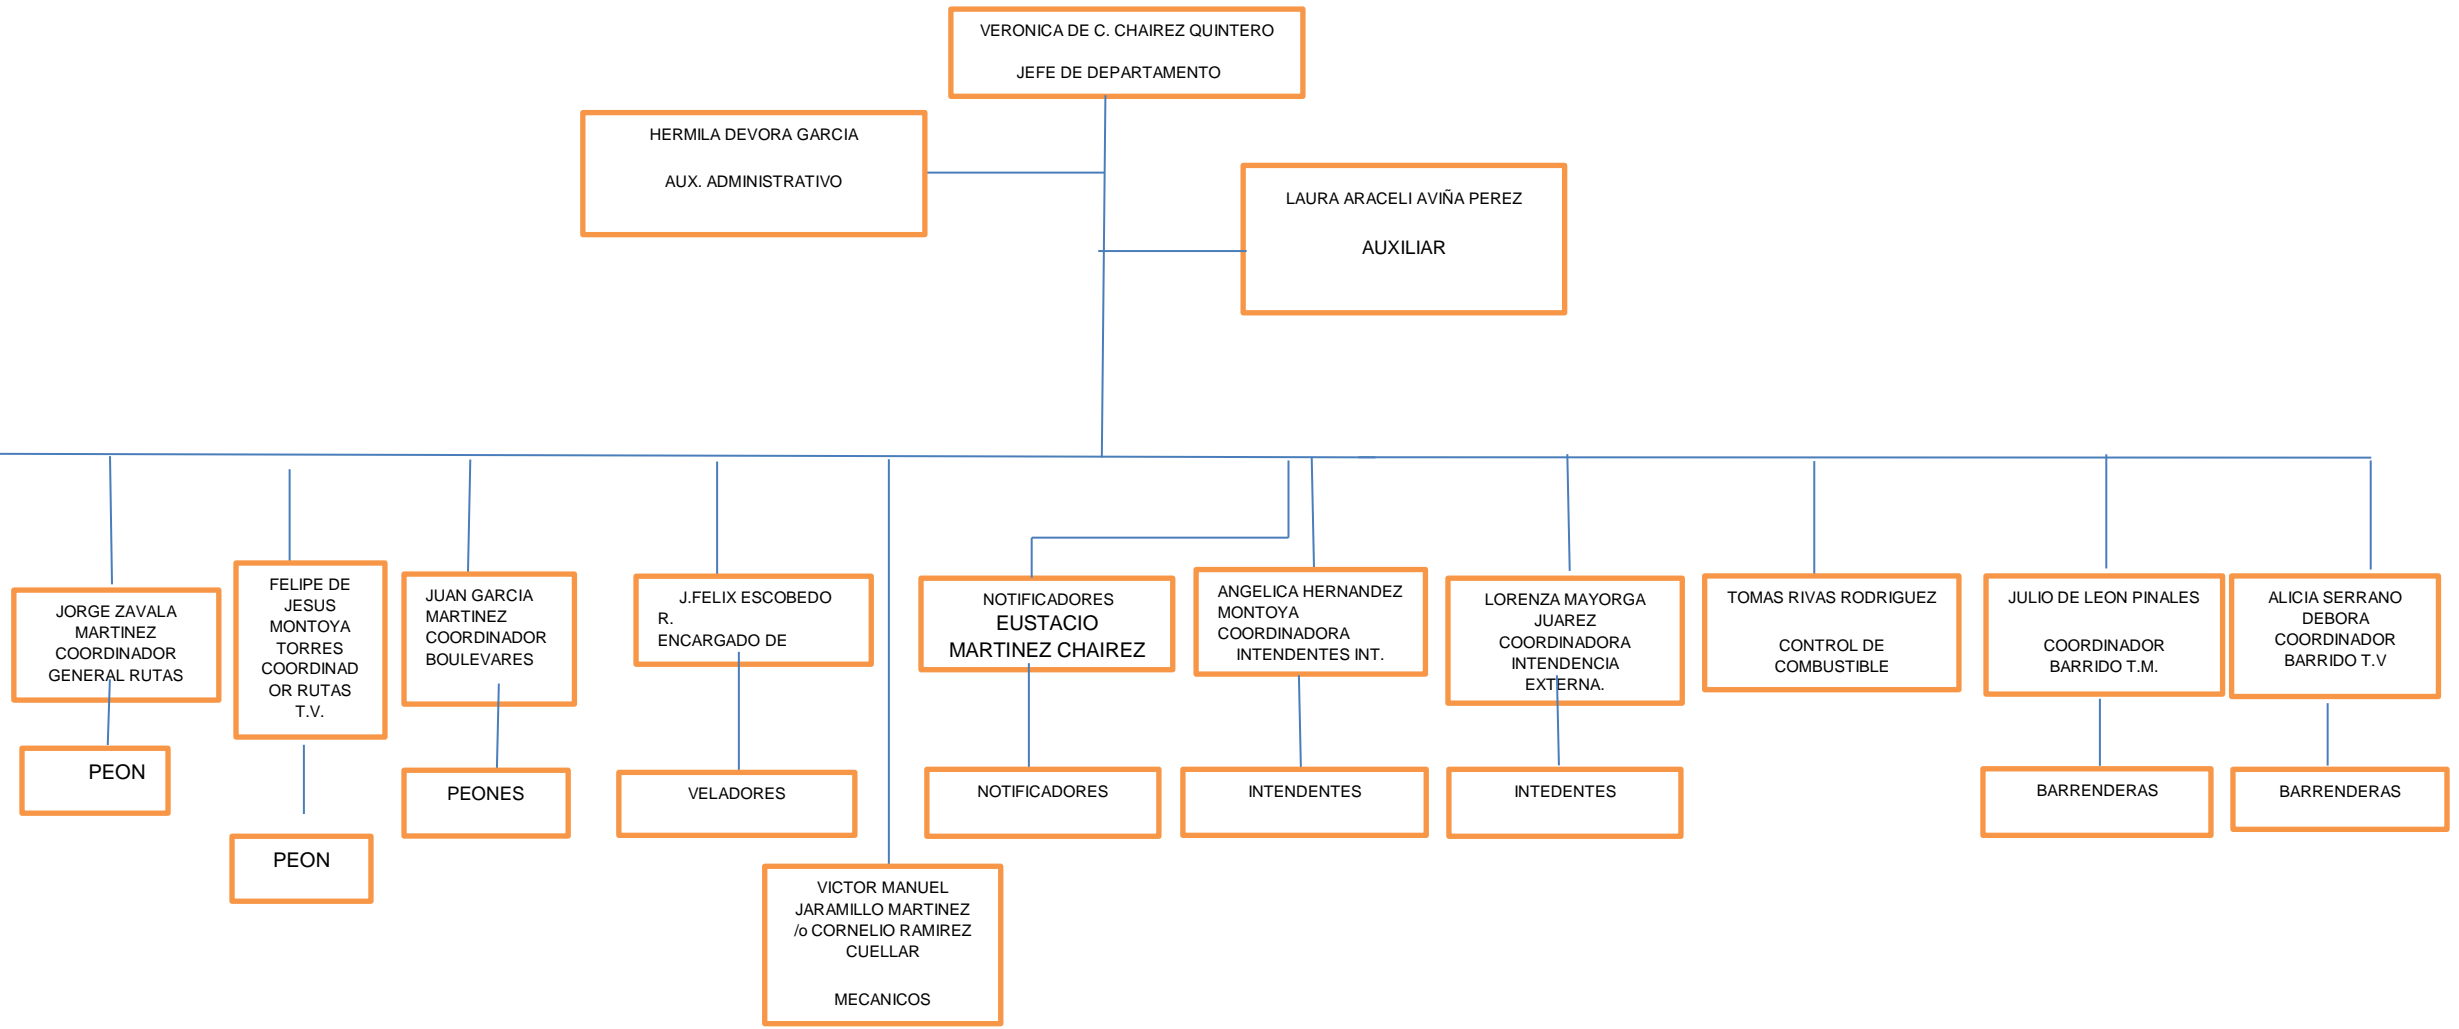 VERONICA DE C. CHAIREZ QUINTERO
JEFE DE DEPARTAMENTO
HERMILA DEVORA GARCIA
AUX. ADMINISTRATIVO
LAURA ARACELI AVIÑA PEREZ
AUXILIAR
JORGE ZAVALA
MARTINEZ
COORDINADOR
GENERAL RUTAS
FELIPE DE
JESUS
MONTOYA
TORRES
COORDINAD
OR RUTAS
T.V.
JUAN GARCIA
MARTINEZ
COORDINADOR
BOULEVARES
J.FELIX ESCOBEDO
R.
ENCARGADO DE
NOTIFICADORES
EUSTACIO
MARTINEZ CHAIREZ
ANGELICA HERNANDEZ
MONTOYA
COORDINADORA
INTENDENTES INT.
LORENZA MAYORGA
JUAREZ
COORDINADORA
INTENDENCIA
EXTERNA.
TOMAS RIVAS RODRIGUEZ
CONTROL DE
COMBUSTIBLE
JULIO DE LEON PINALES
COORDINADOR
BARRIDO T.M.
ALICIA SERRANO
DEBORA
COORDINADOR
BARRIDO T.V
PEON
PEON
PEONES
VELADORES
NOTIFICADORES
INTENDENTES
INTEDENTES
BARRENDERAS
BARRENDERAS
VICTOR MANUEL
JARAMILLO MARTINEZ
/o CORNELIO RAMIREZ
CUELLAR
MECANICOS